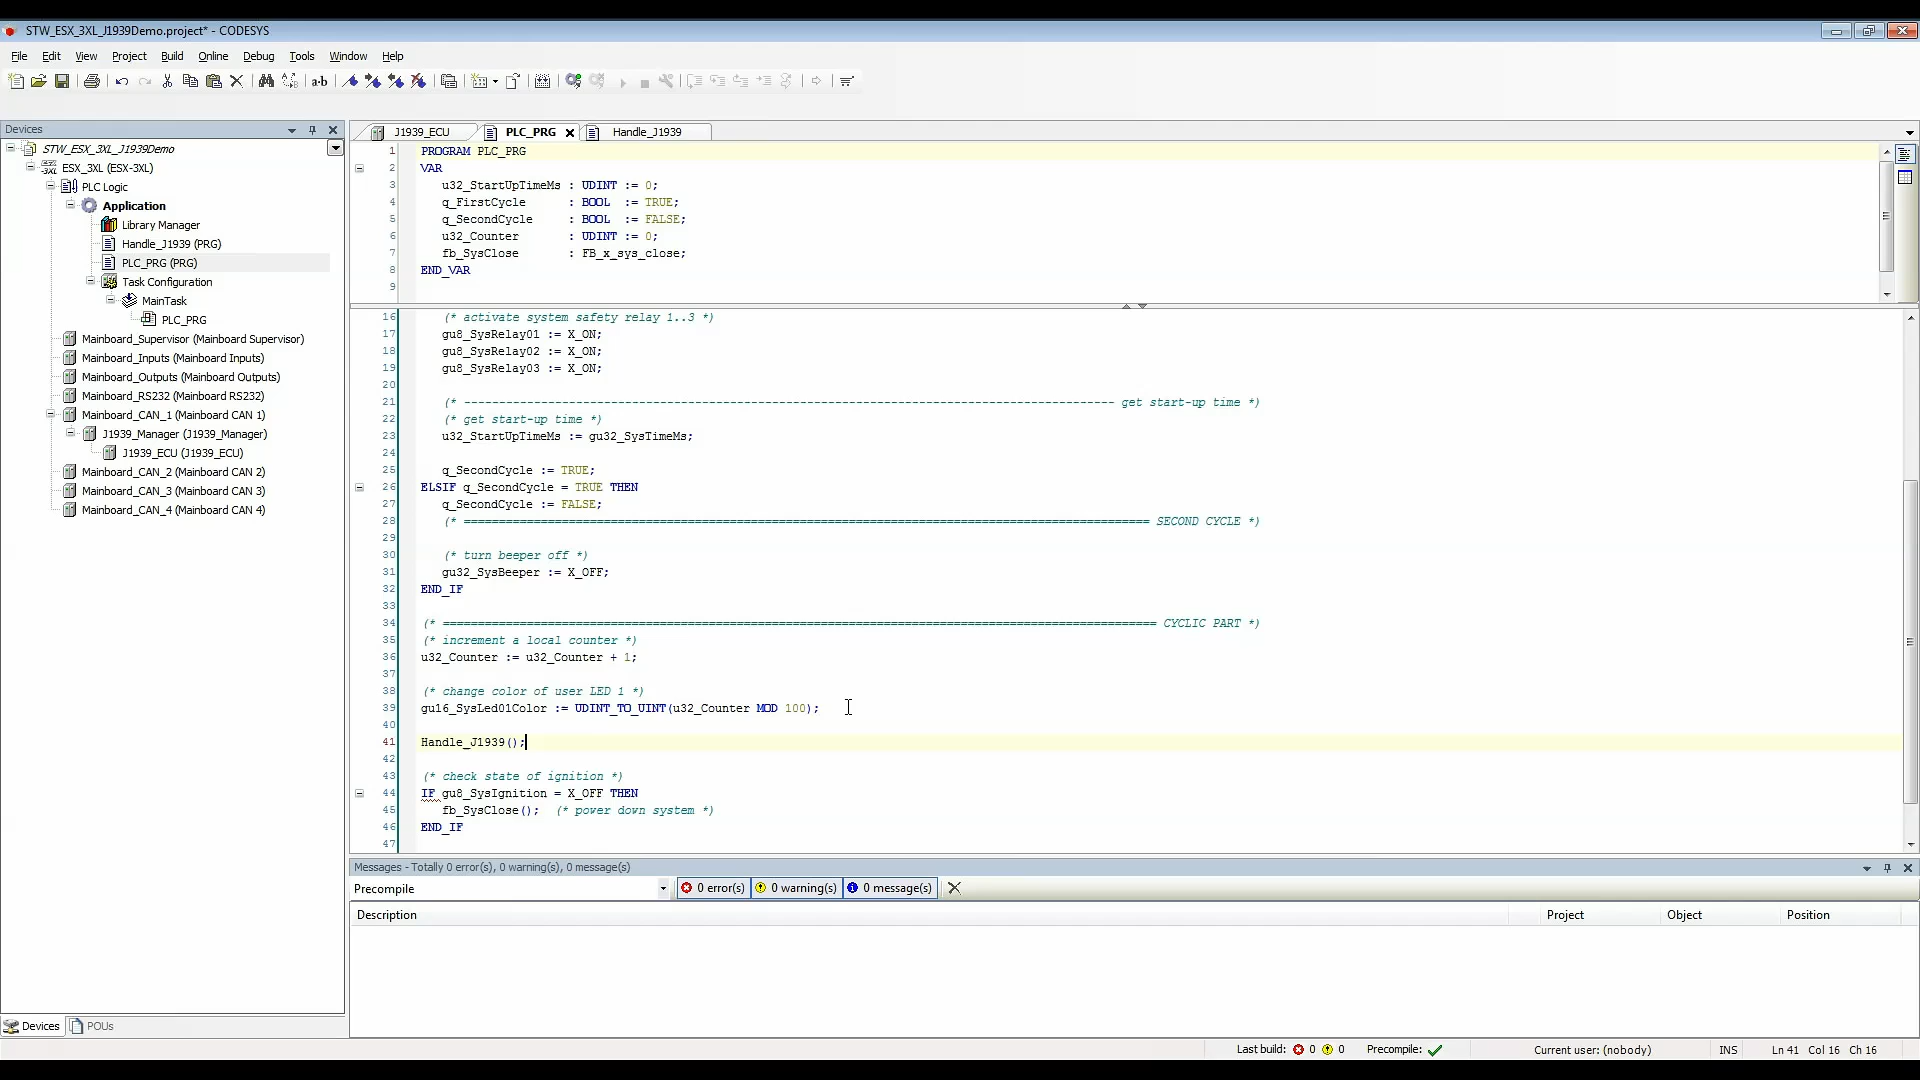 STW_ESX_3XL_J1939Demo.project* - CODESYS
File Edit View Project Build Online Debug Tools Window Help
Devices
STW_ESX_3XL_J1939Demo
ESX_3XL (ESX-3XL)
PLC Logic
Application
Library Manager
Handle_J1939 (PRG)
PLC_PRG (PRG)
Task Configuration
MainTask
PLC_PRG
Mainboard_Supervisor (Mainboard Supervisor)
Mainboard_Inputs (Mainboard Inputs)
Mainboard_Outputs (Mainboard Outputs)
Mainboard_RS232 (Mainboard RS232)
Mainboard_CAN_1 (Mainboard CAN 1)
J1939_Manager (J1939_Manager)
J1939_ECU (J1939_ECU)
Mainboard_CAN_2 (Mainboard CAN 2)
Mainboard_CAN_3 (Mainboard CAN 3)
Mainboard_CAN_4 (Mainboard CAN 4)
Devices POUs
J1939_ECU PLC_PRG Handle_J1939
1 PROGRAM PLC_PRG
2 VAR
3 u32_StartUpTimeMs : UDINT := 0;
4 q_FirstCycle : BOOL := TRUE;
5 q_SecondCycle : BOOL := FALSE;
6 u32_Counter : UDINT := 0;
7 fb_SysClose : FB_x_sys_close;
8 END_VAR
9
16 (* activate system safety relay 1..3 *)
17 gu8_SysRelay01 := X_ON;
18 gu8_SysRelay02 := X_ON;
19 gu8_SysRelay03 := X_ON;
20
21 (* --------------------------------------------------------------------------------------------- get start-up time *)
22 (* get start-up time *)
23 u32_StartUpTimeMs := gu32_SysTimeMs;
24
25 q_SecondCycle := TRUE;
26 ELSIF q_SecondCycle = TRUE THEN
27 q_SecondCycle := FALSE;
28 (* ================================================================================================== SECOND CYCLE *)
29
30 (* turn beeper off *)
31 gu32_SysBeeper := X_OFF;
32 END_IF
33
34 (* ====================================================================================================== CYCLIC PART *)
35 (* increment a local counter *)
36 u32_Counter := u32_Counter + 1;
37
38 (* change color of user LED 1 *)
39 gu16_SysLed01Color := UDINT_TO_UINT(u32_Counter MOD 100);
40
41 Handle_J1939();
42
43 (* check state of ignition *)
44 IF gu8_SysIgnition = X_OFF THEN
45 fb_SysClose(); (* power down system *)
46 END_IF
47
Messages - Totally 0 error(s), 0 warning(s), 0 message(s)
Precompile 0 error(s) 0 warning(s) 0 message(s)
Description Project Object Position
Last build: 0 0 Precompile: Current user: (nobody) INS Ln 41 Col 16 Ch 16